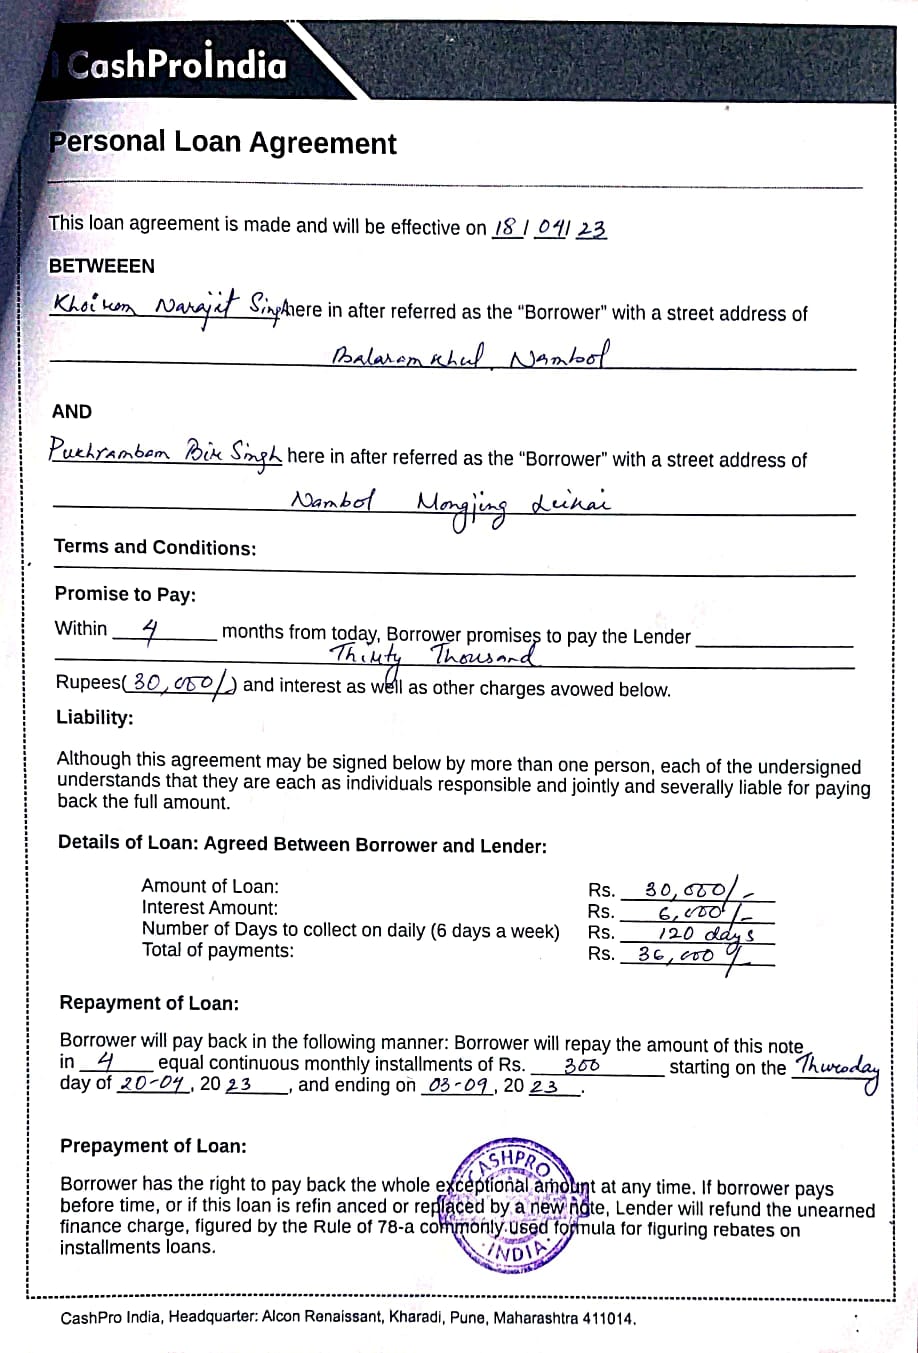 CashProIndia
Personal Loan Agreement
This loan agreement is made and will be effective on 18 / 04/ 23
BETWEEEN
Khoirom Narajit Singh here in after referred as the “Borrower” with a street address of
Balaram Khul Nambol
AND
Pukhrambam Bir Singh here in after referred as the “Borrower” with a street address of
Nambol Mongjing Leikai
Terms and Conditions:
Promise to Pay:
Within 4 months from today, Borrower promises to pay the Lender
Thirty Thousand
Rupees( 30,000/ ) and interest as well as other charges avowed below.
Liability:
Although this agreement may be signed below by more than one person, each of the undersigned
understands that they are each as individuals responsible and jointly and severally liable for paying
back the full amount.
Details of Loan: Agreed Between Borrower and Lender:
Amount of Loan: Rs. 30,000/-
Interest Amount: Rs. 6,000/-
Number of Days to collect on daily (6 days a week) Rs. 120 days
Total of payments: Rs. 36,000/-
Repayment of Loan:
Borrower will pay back in the following manner: Borrower will repay the amount of this note
in 4 equal continuous monthly installments of Rs. 300 starting on the Thursday
day of 20-04, 20 23 , and ending on 03-09, 20 23 .
Prepayment of Loan:
Borrower has the right to pay back the whole exceptional amount at any time. If borrower pays
before time, or if this loan is refin anced or replaced by a new note, Lender will refund the unearned
finance charge, figured by the Rule of 78-a commonly used formula for figuring rebates on
installments loans.
CASHPRO
INDIA
CashPro India, Headquarter: Alcon Renaissant, Kharadi, Pune, Maharashtra 411014.